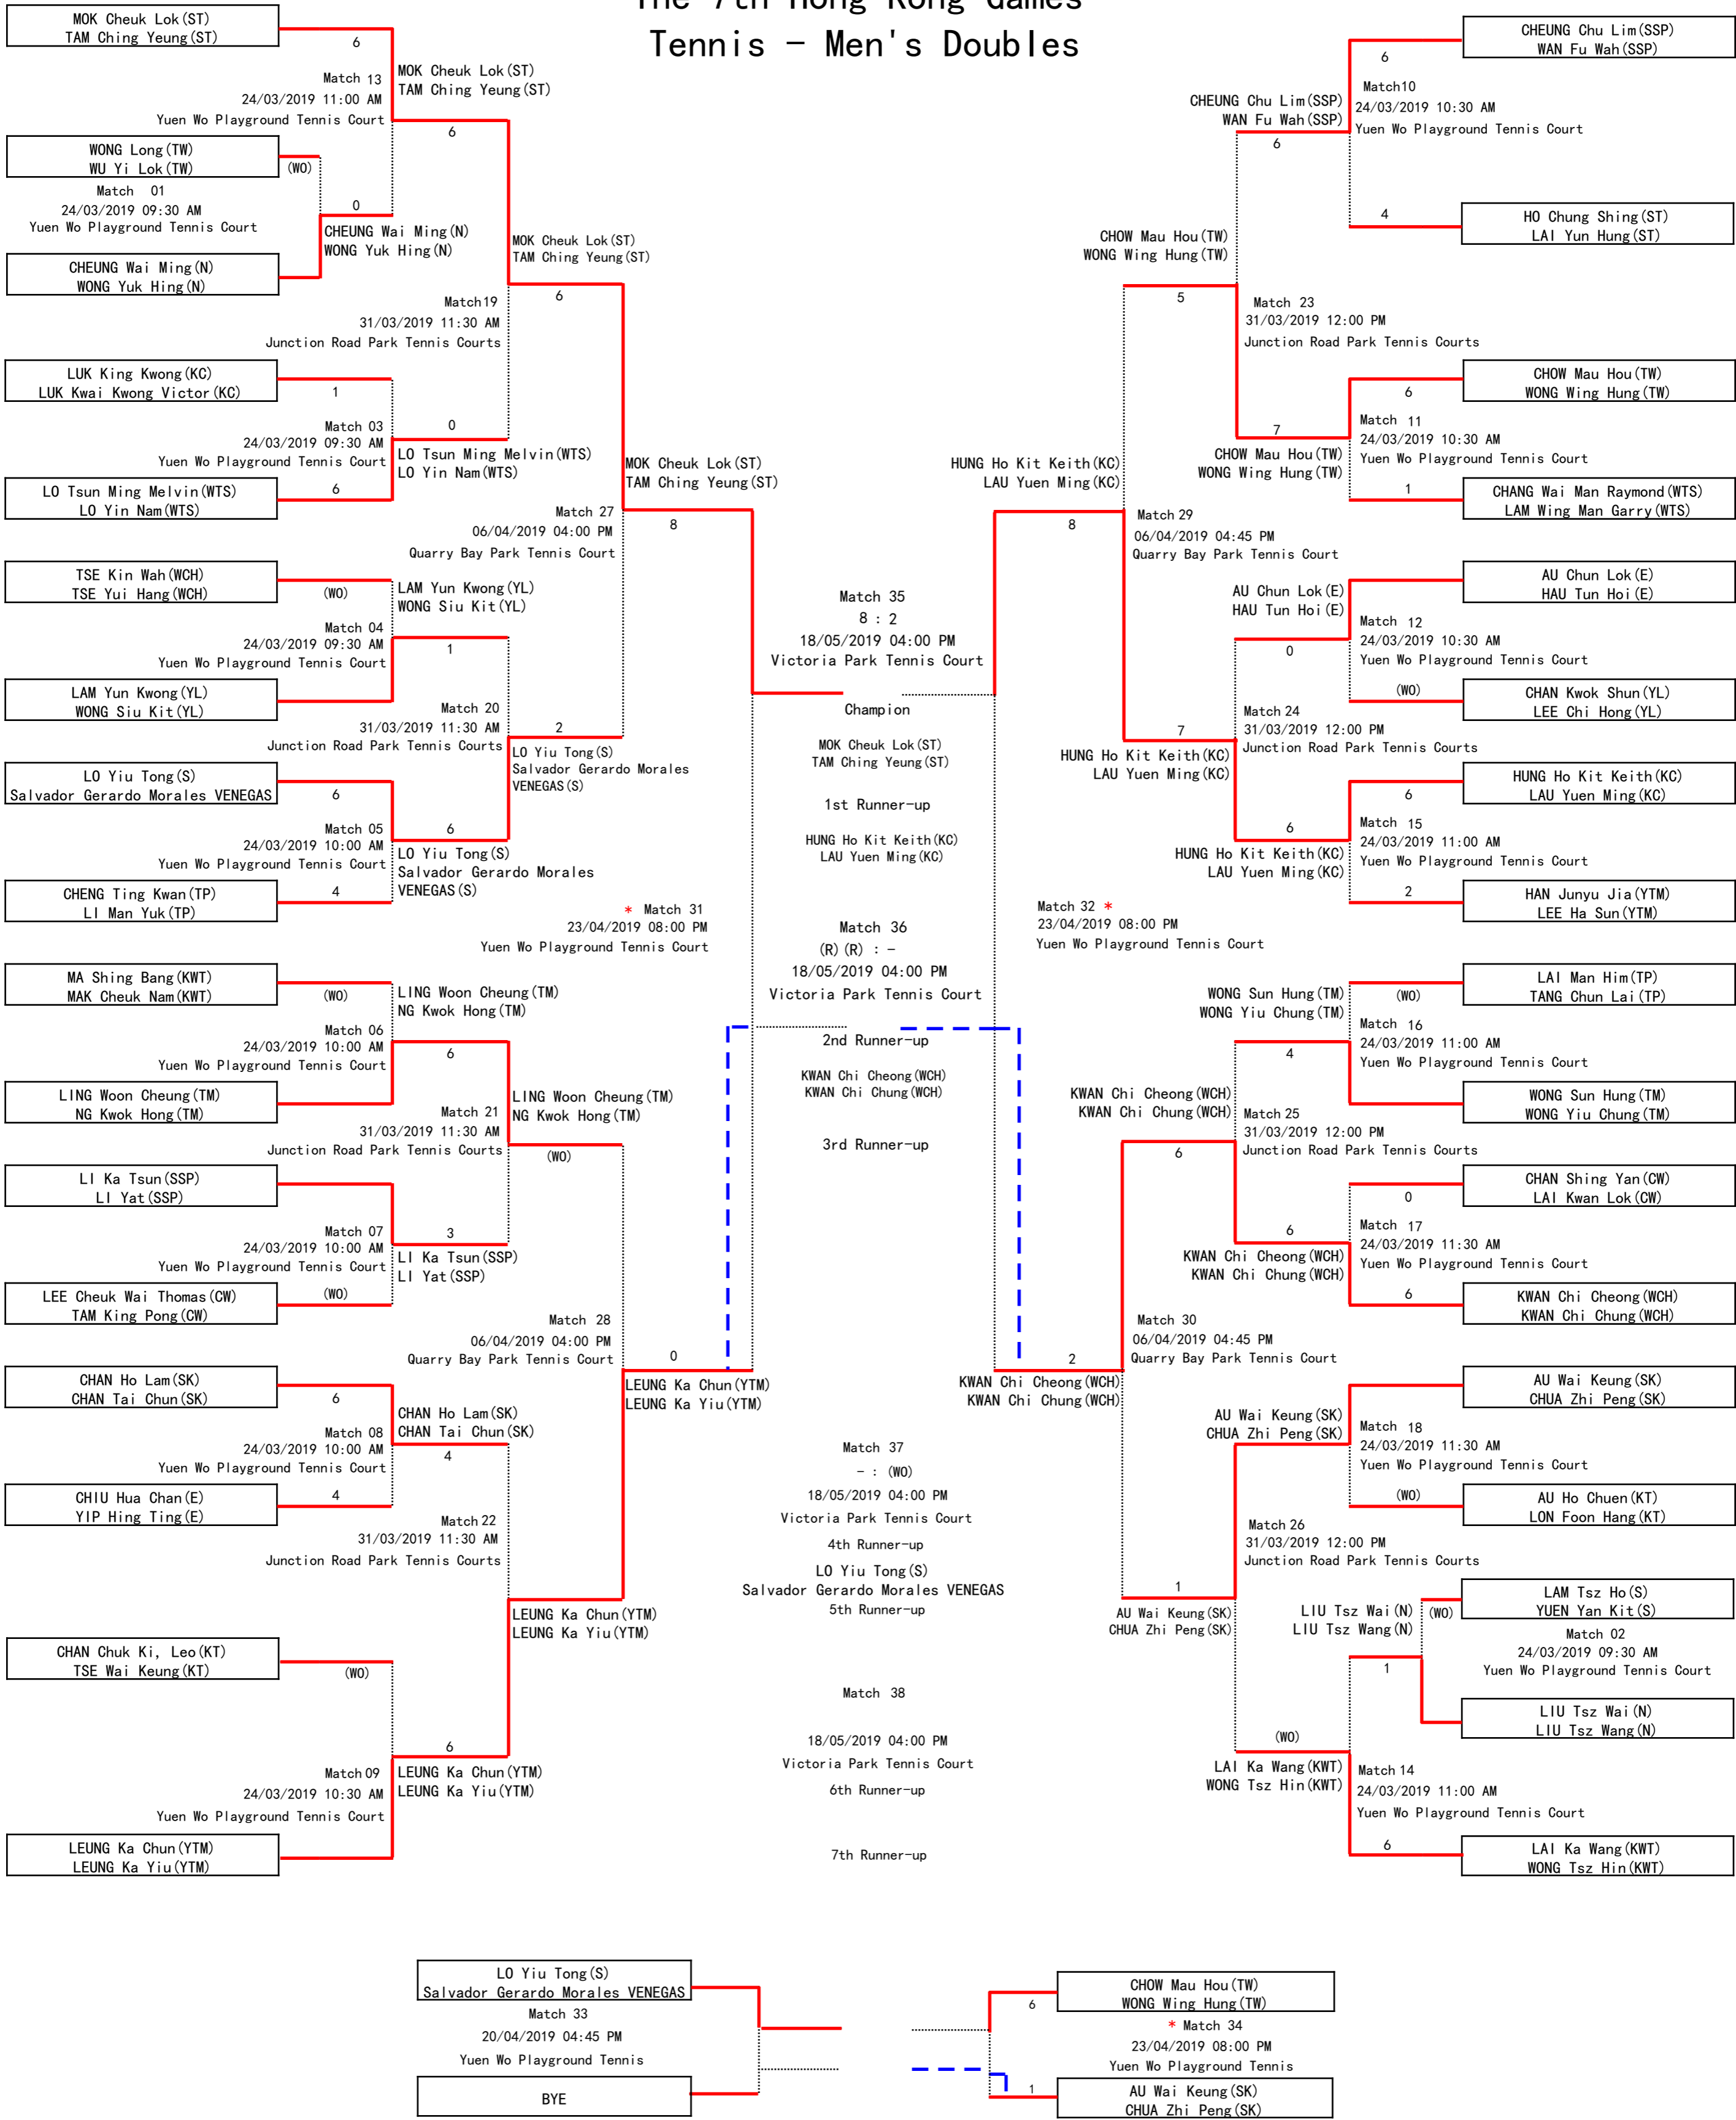 The 7th Hong Kong Games
Tennis - Men's Doubles
MOK Cheuk Lok(ST)
TAM Ching Yeung(ST)
6
Match 13
24/03/2019 11:00 AM
Yuen Wo Playground Tennis Court
MOK Cheuk Lok(ST)
TAM Ching Yeung(ST)
6
WONG Long(TW)
WU Yi Lok(TW)
(WO)
Match 01
24/03/2019 09:30 AM
Yuen Wo Playground Tennis Court
0
CHEUNG Wai Ming(N)
WONG Yuk Hing(N)
CHEUNG Wai Ming(N)
WONG Yuk Hing(N)
MOK Cheuk Lok(ST)
TAM Ching Yeung(ST)
6
Match19
31/03/2019 11:30 AM
Junction Road Park Tennis Courts
LUK King Kwong(KC)
LUK Kwai Kwong Victor(KC)
1
Match 03
24/03/2019 09:30 AM
Yuen Wo Playground Tennis Court
0
LO Tsun Ming Melvin(WTS)
LO Yin Nam(WTS)
LO Tsun Ming Melvin(WTS)
LO Yin Nam(WTS)
6
MOK Cheuk Lok(ST)
TAM Ching Yeung(ST)
8
Match 27
06/04/2019 04:00 PM
Quarry Bay Park Tennis Court
TSE Kin Wah(WCH)
TSE Yui Hang(WCH)
(WO)
Match 04
24/03/2019 09:30 AM
Yuen Wo Playground Tennis Court
LAM Yun Kwong(YL)
WONG Siu Kit(YL)
1
LAM Yun Kwong(YL)
WONG Siu Kit(YL)
Match 20
31/03/2019 11:30 AM
Junction Road Park Tennis Courts
2
LO Yiu Tong(S)
Salvador Gerardo Morales
VENEGAS(S)
LO Yiu Tong(S)
Salvador Gerardo Morales VENEGAS
6
Match 05
24/03/2019 10:00 AM
Yuen Wo Playground Tennis Court
6
LO Yiu Tong(S)
Salvador Gerardo Morales
VENEGAS(S)
CHENG Ting Kwan(TP)
LI Man Yuk(TP)
4
* Match 31
23/04/2019 08:00 PM
Yuen Wo Playground Tennis Court
MA Shing Bang(KWT)
MAK Cheuk Nam(KWT)
(WO)
Match 06
24/03/2019 10:00 AM
Yuen Wo Playground Tennis Court
LING Woon Cheung(TM)
NG Kwok Hong(TM)
6
LING Woon Cheung(TM)
NG Kwok Hong(TM)
Match 21
31/03/2019 11:30 AM
Junction Road Park Tennis Courts
LING Woon Cheung(TM)
NG Kwok Hong(TM)
(WO)
LI Ka Tsun(SSP)
LI Yat(SSP)
Match 07
24/03/2019 10:00 AM
Yuen Wo Playground Tennis Court
3
LI Ka Tsun(SSP)
LI Yat(SSP)
LEE Cheuk Wai Thomas(CW)
TAM King Pong(CW)
(WO)
Match 28
06/04/2019 04:00 PM
Quarry Bay Park Tennis Court
0
LEUNG Ka Chun(YTM)
LEUNG Ka Yiu(YTM)
CHAN Ho Lam(SK)
CHAN Tai Chun(SK)
6
Match 08
24/03/2019 10:00 AM
Yuen Wo Playground Tennis Court
CHAN Ho Lam(SK)
CHAN Tai Chun(SK)
4
CHIU Hua Chan(E)
YIP Hing Ting(E)
4
Match 22
31/03/2019 11:30 AM
Junction Road Park Tennis Courts
LEUNG Ka Chun(YTM)
LEUNG Ka Yiu(YTM)
CHAN Chuk Ki, Leo(KT)
TSE Wai Keung(KT)
(WO)
6
Match 09
24/03/2019 10:30 AM
Yuen Wo Playground Tennis Court
LEUNG Ka Chun(YTM)
LEUNG Ka Yiu(YTM)
LEUNG Ka Chun(YTM)
LEUNG Ka Yiu(YTM)
Match 35
8 : 2
18/05/2019 04:00 PM
Victoria Park Tennis Court
Champion
MOK Cheuk Lok(ST)
TAM Ching Yeung(ST)
1st Runner-up
HUNG Ho Kit Keith(KC)
LAU Yuen Ming(KC)
Match 36
(R)(R) : -
18/05/2019 04:00 PM
Victoria Park Tennis Court
2nd Runner-up
KWAN Chi Cheong(WCH)
KWAN Chi Chung(WCH)
3rd Runner-up
Match 37
- : (WO)
18/05/2019 04:00 PM
Victoria Park Tennis Court
4th Runner-up
LO Yiu Tong(S)
Salvador Gerardo Morales VENEGAS
5th Runner-up
Match 38
18/05/2019 04:00 PM
Victoria Park Tennis Court
6th Runner-up
7th Runner-up
CHEUNG Chu Lim(SSP)
WAN Fu Wah(SSP)
6
Match10
24/03/2019 10:30 AM
Yuen Wo Playground Tennis Court
CHEUNG Chu Lim(SSP)
WAN Fu Wah(SSP)
6
4
HO Chung Shing(ST)
LAI Yun Hung(ST)
CHOW Mau Hou(TW)
WONG Wing Hung(TW)
5
Match 23
31/03/2019 12:00 PM
Junction Road Park Tennis Courts
CHOW Mau Hou(TW)
WONG Wing Hung(TW)
6
Match 11
24/03/2019 10:30 AM
Yuen Wo Playground Tennis Court
7
CHOW Mau Hou(TW)
WONG Wing Hung(TW)
1
CHANG Wai Man Raymond(WTS)
LAM Wing Man Garry(WTS)
HUNG Ho Kit Keith(KC)
LAU Yuen Ming(KC)
8
Match 29
06/04/2019 04:45 PM
Quarry Bay Park Tennis Court
AU Chun Lok(E)
HAU Tun Hoi(E)
AU Chun Lok(E)
HAU Tun Hoi(E)
0
Match 12
24/03/2019 10:30 AM
Yuen Wo Playground Tennis Court
(WO)
CHAN Kwok Shun(YL)
LEE Chi Hong(YL)
Match 24
31/03/2019 12:00 PM
Junction Road Park Tennis Courts
7
HUNG Ho Kit Keith(KC)
LAU Yuen Ming(KC)
HUNG Ho Kit Keith(KC)
LAU Yuen Ming(KC)
6
Match 15
24/03/2019 11:00 AM
Yuen Wo Playground Tennis Court
6
HUNG Ho Kit Keith(KC)
LAU Yuen Ming(KC)
2
HAN Junyu Jia(YTM)
LEE Ha Sun(YTM)
Match 32 *
23/04/2019 08:00 PM
Yuen Wo Playground Tennis Court
LAI Man Him(TP)
TANG Chun Lai(TP)
(WO)
WONG Sun Hung(TM)
WONG Yiu Chung(TM)
4
Match 16
24/03/2019 11:00 AM
Yuen Wo Playground Tennis Court
WONG Sun Hung(TM)
WONG Yiu Chung(TM)
KWAN Chi Cheong(WCH)
KWAN Chi Chung(WCH)
6
Match 25
31/03/2019 12:00 PM
Junction Road Park Tennis Courts
CHAN Shing Yan(CW)
LAI Kwan Lok(CW)
0
Match 17
24/03/2019 11:30 AM
Yuen Wo Playground Tennis Court
6
KWAN Chi Cheong(WCH)
KWAN Chi Chung(WCH)
6
KWAN Chi Cheong(WCH)
KWAN Chi Chung(WCH)
Match 30
06/04/2019 04:45 PM
Quarry Bay Park Tennis Court
2
KWAN Chi Cheong(WCH)
KWAN Chi Chung(WCH)
AU Wai Keung(SK)
CHUA Zhi Peng(SK)
AU Wai Keung(SK)
CHUA Zhi Peng(SK)
Match 18
24/03/2019 11:30 AM
Yuen Wo Playground Tennis Court
(WO)
AU Ho Chuen(KT)
LON Foon Hang(KT)
Match 26
31/03/2019 12:00 PM
Junction Road Park Tennis Courts
1
AU Wai Keung(SK)
CHUA Zhi Peng(SK)
LIU Tsz Wai(N)
LIU Tsz Wang(N)
(WO)
LAM Tsz Ho(S)
YUEN Yan Kit(S)
Match 02
24/03/2019 09:30 AM
Yuen Wo Playground Tennis Court
1
LIU Tsz Wai(N)
LIU Tsz Wang(N)
(WO)
LAI Ka Wang(KWT)
WONG Tsz Hin(KWT)
Match 14
24/03/2019 11:00 AM
Yuen Wo Playground Tennis Court
6
LAI Ka Wang(KWT)
WONG Tsz Hin(KWT)
LO Yiu Tong(S)
Salvador Gerardo Morales VENEGAS
Match 33
20/04/2019 04:45 PM
Yuen Wo Playground Tennis
BYE
CHOW Mau Hou(TW)
WONG Wing Hung(TW)
6
* Match 34
23/04/2019 08:00 PM
Yuen Wo Playground Tennis
1
AU Wai Keung(SK)
CHUA Zhi Peng(SK)